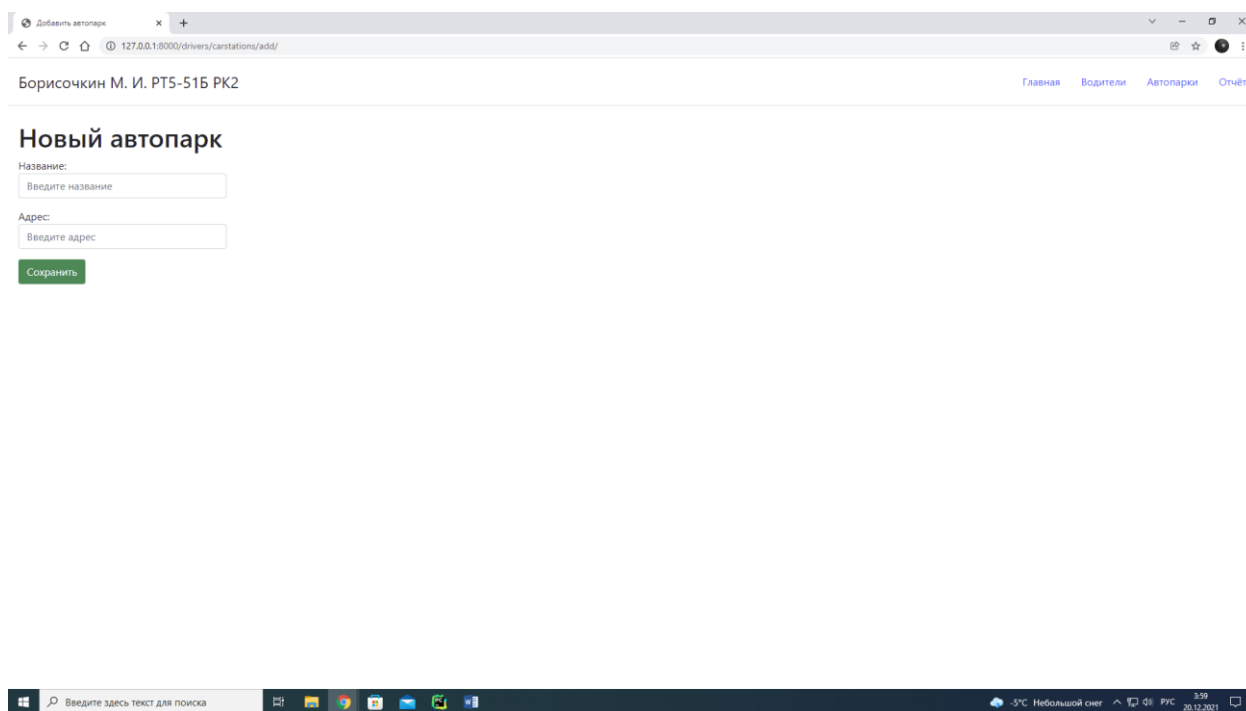 Добавить автопарк
127.0.0.1:8000/drivers/carstations/add/
Борисочкин М. И. РТ5-51Б РК2 Главная Водители Автопарки Отчёт
Новый автопарк
Название:
Введите название
Адрес:
Введите адрес
Сохранить
Введите здесь текст для поиска -5°C Небольшой снег РУС 3:59
20.12.2021